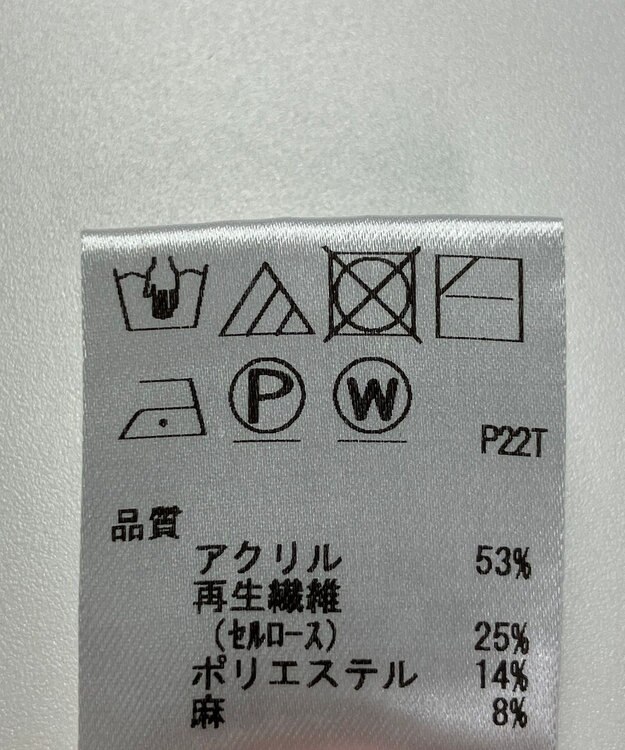 P W
P22T
品質
アクリル 53%
再生繊維
(セルロース) 25%
ポリエステル 14%
麻 8%